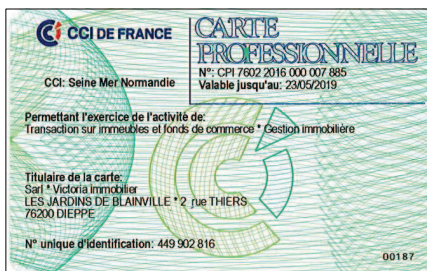 CCI DE FRANCE
CARTE
PROFESSIONNELLE
N°: CPI 7602 2016 000 007 885
Valable jusqu'au: 23/05/2019
CCI: Seine Mer Normandie
Permettant l'exercice de l'activité de:
Transaction sur immeubles et fonds de commerce * Gestion immobilière
Titulaire de la carte:
Sarl * Victoria immobilier
LES JARDINS DE BLAINVILLE * 2 rue THIERS
76200 DIEPPE
N° unique d'identification: 449 902 816
00187